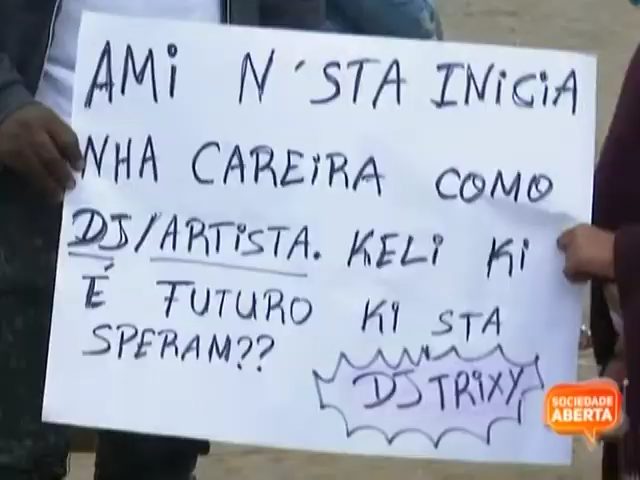 AMi N'STA INiCiA
NHA CAREiRA COMO
DJ/ARTiSTA. KELi Ki
É FUTURO Ki STA
SPERAM??
DJ TRiXY
SOCIEDADE
ABERTA